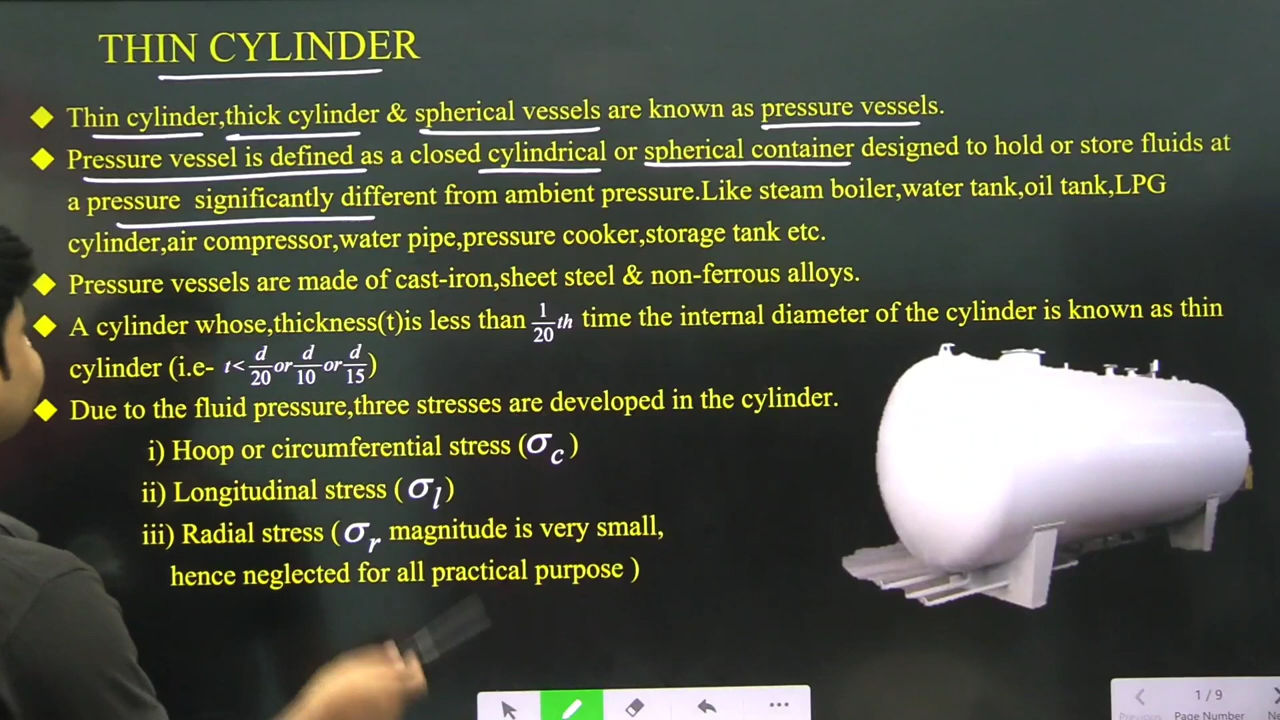 THIN CYLINDER
◆ Thin cylinder,thick cylinder & spherical vessels are known as pressure vessels.
◆ Pressure vessel is defined as a closed cylindrical or spherical container designed to hold or store fluids at
a pressure significantly different from ambient pressure.Like steam boiler,water tank,oil tank,LPG
cylinder,air compressor,water pipe,pressure cooker,storage tank etc.
◆ Pressure vessels are made of cast-iron,sheet steel & non-ferrous alloys.
◆ A cylinder whose,thickness(t)is less than 1/20 th time the internal diameter of the cylinder is known as thin
cylinder (i.e- t< d/20 or d/10 or d/15)
◆ Due to the fluid pressure,three stresses are developed in the cylinder.
i) Hoop or circumferential stress (σc)
ii) Longitudinal stress (σl)
iii) Radial stress (σr magnitude is very small,
hence neglected for all practical purpose )
1 / 9
Previous Page Number